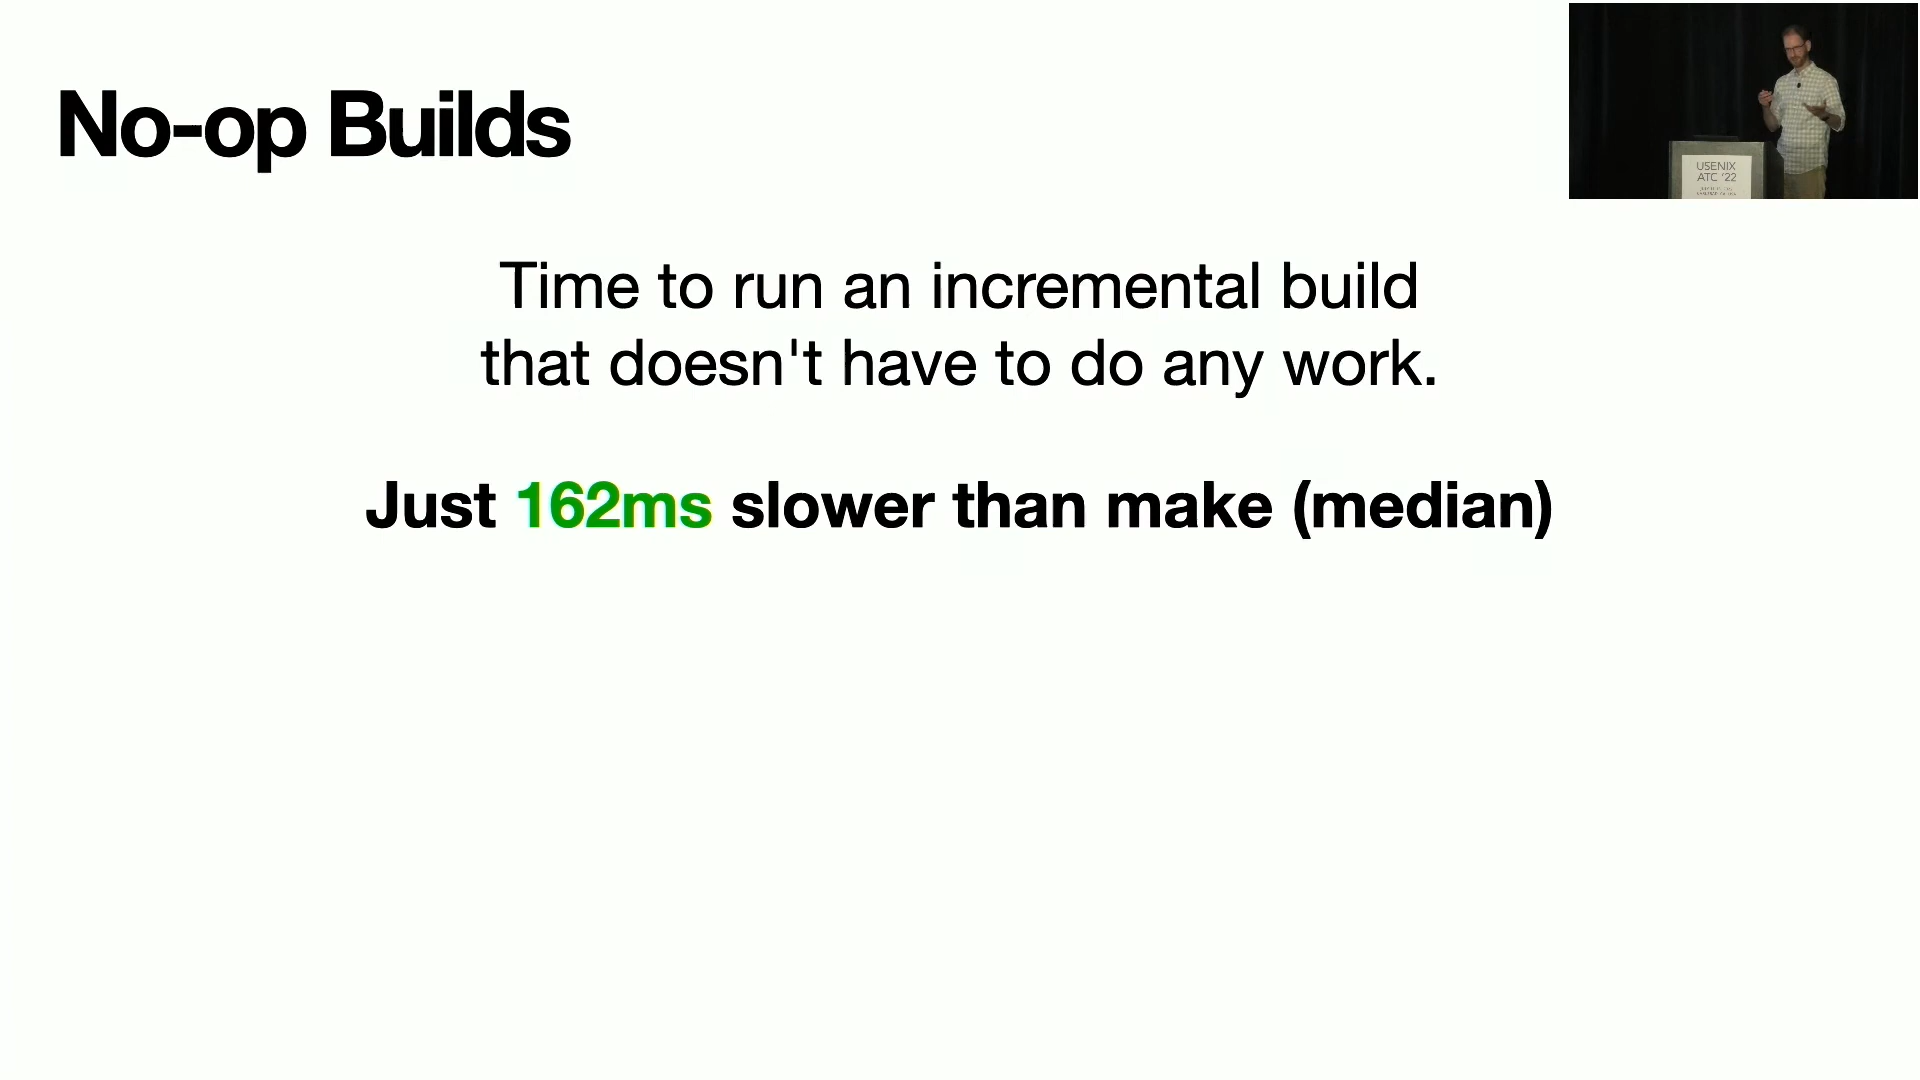 No-op Builds
Time to run an incremental build
that doesn't have to do any work.
Just 162ms slower than make (median)
USENIX
ATC '22